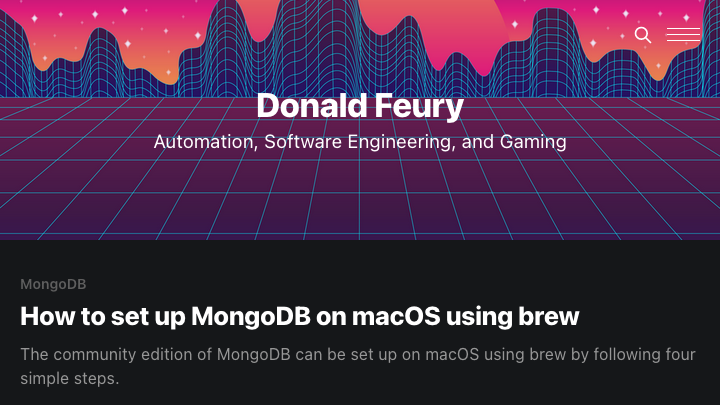 Donald Feury
Automation, Software Engineering, and Gaming
MongoDB
How to set up MongoDB on macOS using brew
The community edition of MongoDB can be set up on macOS using brew by following four
simple steps.